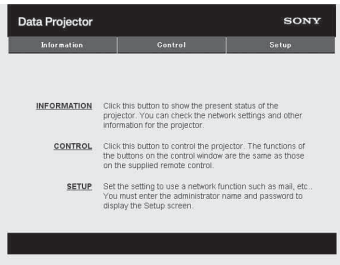 Data Projector SONY
Information Control Setup
INFORMATION Click this button to show the present status of the
projector. You can check the network settings and other
information for the projector.
CONTROL Click this button to control the projector. The functions of
the buttons on the control window are the same as those
on the supplied remote control.
SETUP Set the setting to use a network function such as mail, etc..
You must enter the administrator name and password to
display the Setup screen.